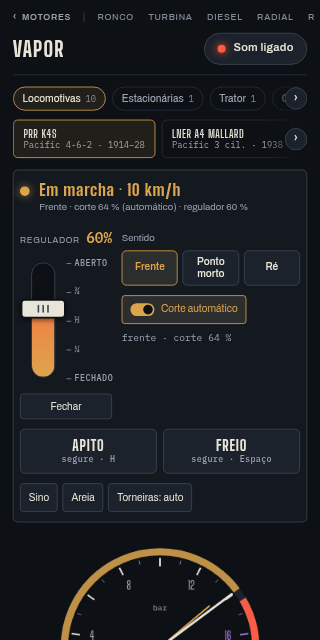 ‹ MOTORES | RONCO TURBINA DIESEL RADIAL R
VAPOR
Som ligado
Locomotivas 10 Estacionárias 1 Trator 1 ›
PRR K4S
Pacific 4-6-2 · 1914–28
LNER A4 MALLARD
Pacific 3 cil. · 1938 ›
Em marcha · 10 km/h
Frente · corte 64 % (automático) · regulador 60 %
REGULADOR 60%
– ABERTO
– ¾
– ½
– ¼
– FECHADO
Fechar
Sentido
Frente
Ponto
morto
Ré
Corte automático
frente · corte 64 %
APITO
segure · H
FREIO
segure · Espaço
Sino Areia Torneiras: auto
8 12
bar
4 16